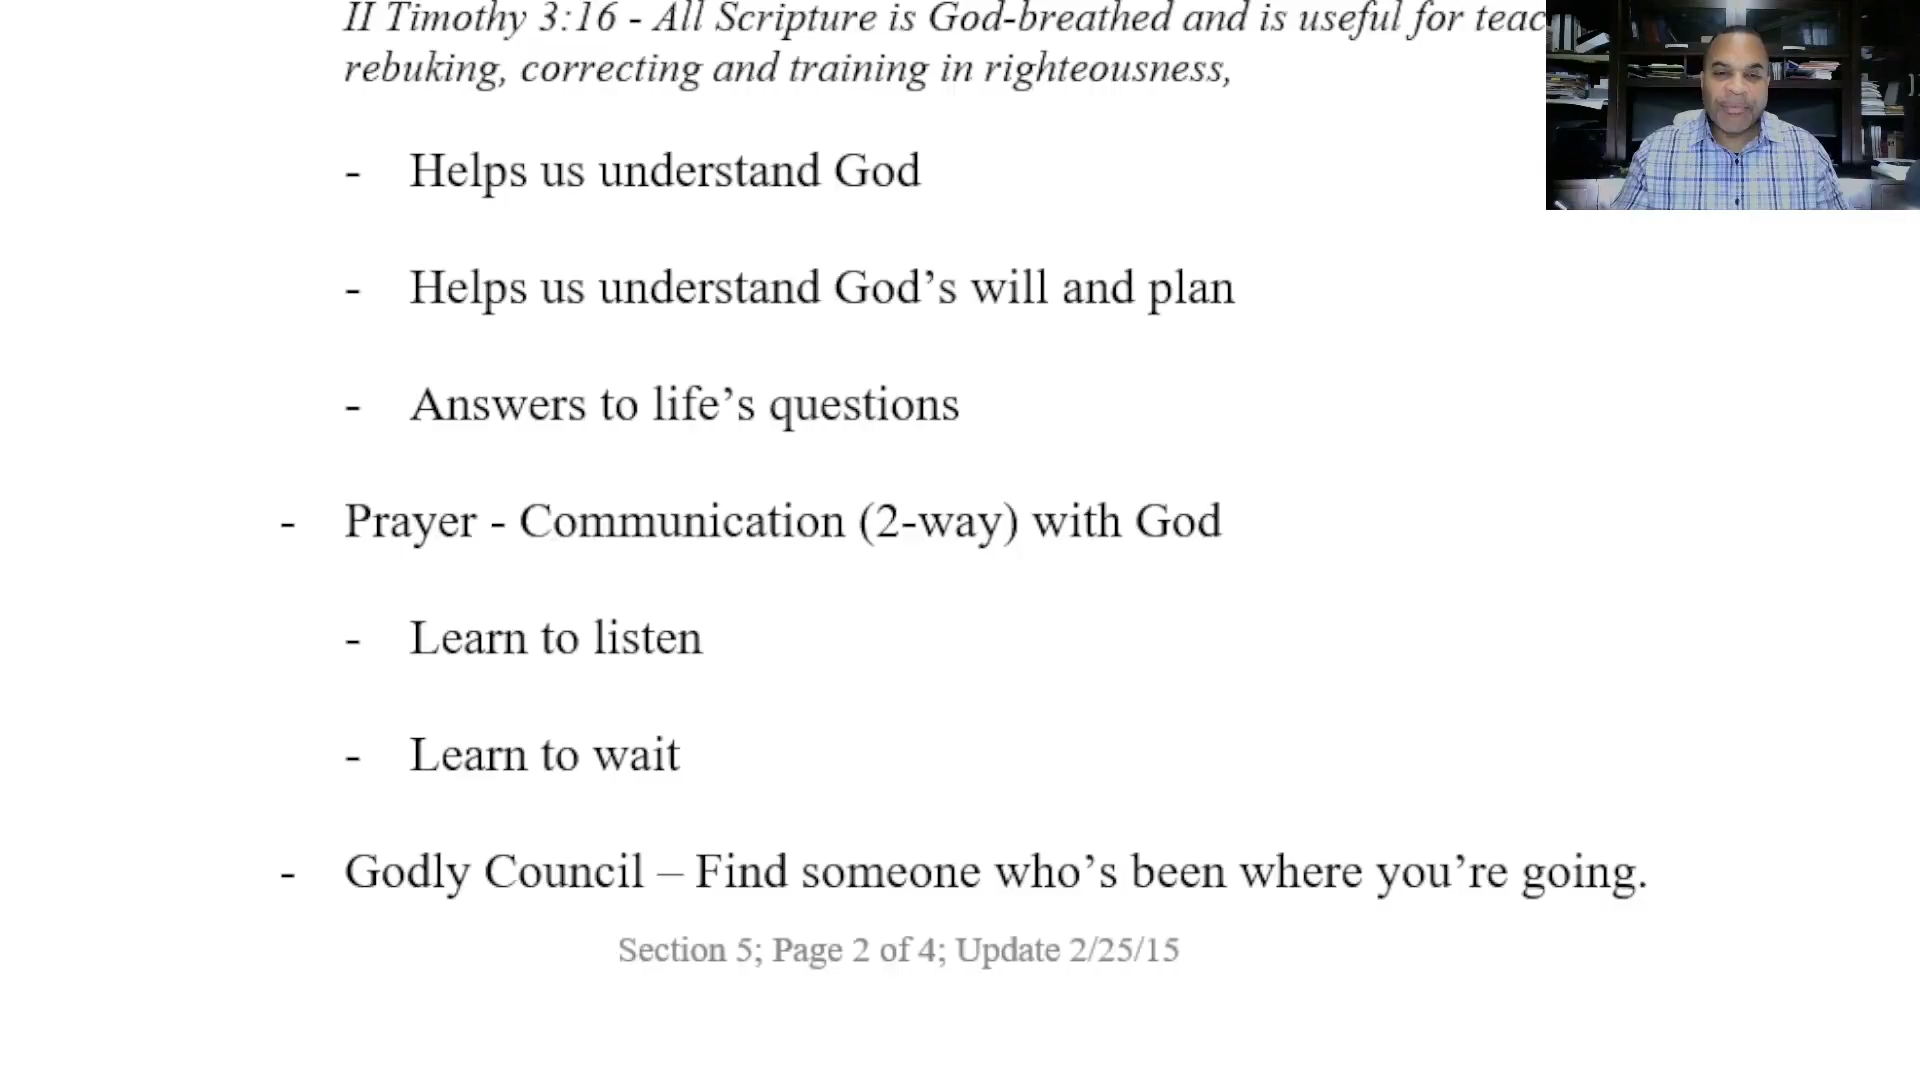 II Timothy 3:16 - All Scripture is God-breathed and is useful for teac
rebuking, correcting and training in righteousness,
- Helps us understand God
- Helps us understand God’s will and plan
- Answers to life’s questions
- Prayer - Communication (2-way) with God
- Learn to listen
- Learn to wait
- Godly Council – Find someone who’s been where you’re going.
Section 5; Page 2 of 4; Update 2/25/15